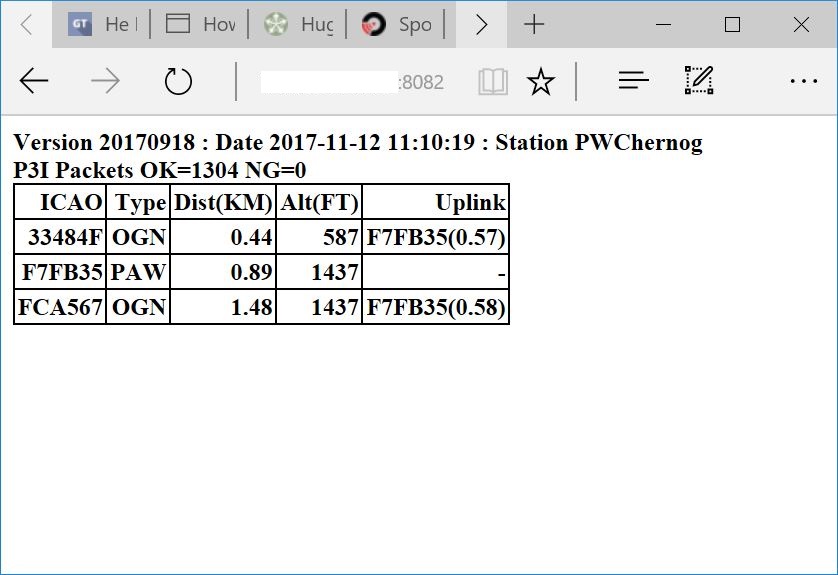 GT He Hov Hug Spo
:8082
Version 20170918 : Date 2017-11-12 11:10:19 : Station PWChernog
P3I Packets OK=1304 NG=0
ICAO Type Dist(KM) Alt(FT) Uplink
33484F OGN 0.44 587 F7FB35(0.57)
F7FB35 PAW 0.89 1437 -
FCA567 OGN 1.48 1437 F7FB35(0.58)